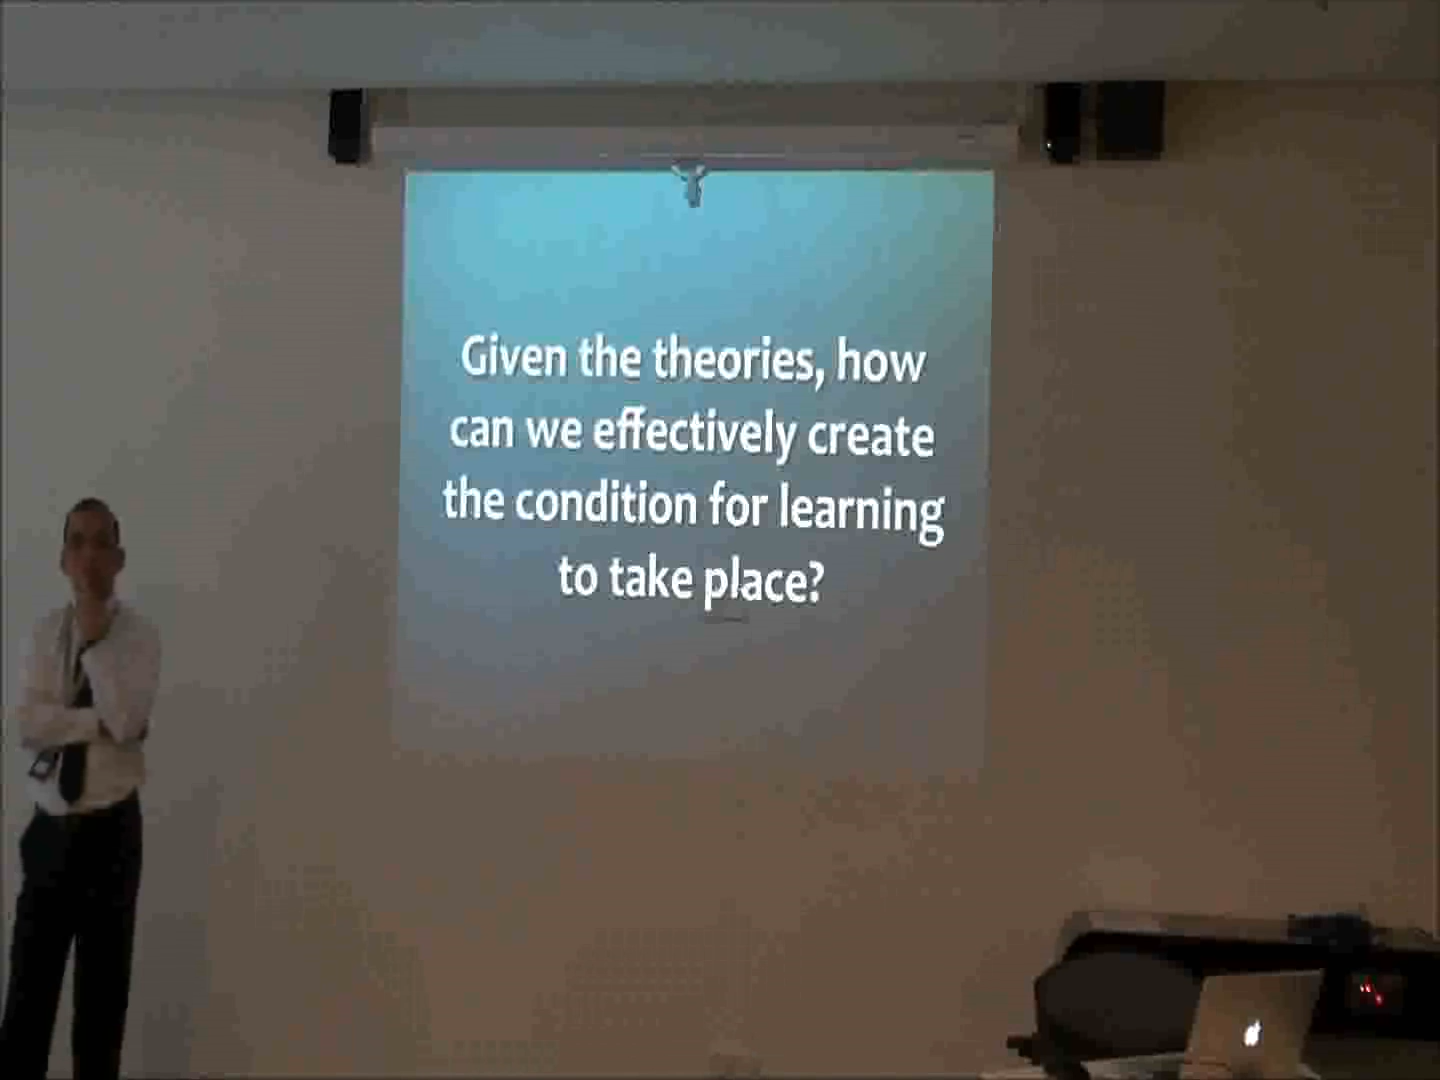 Given the theories, how
can we effectively create
the condition for learning
to take place?